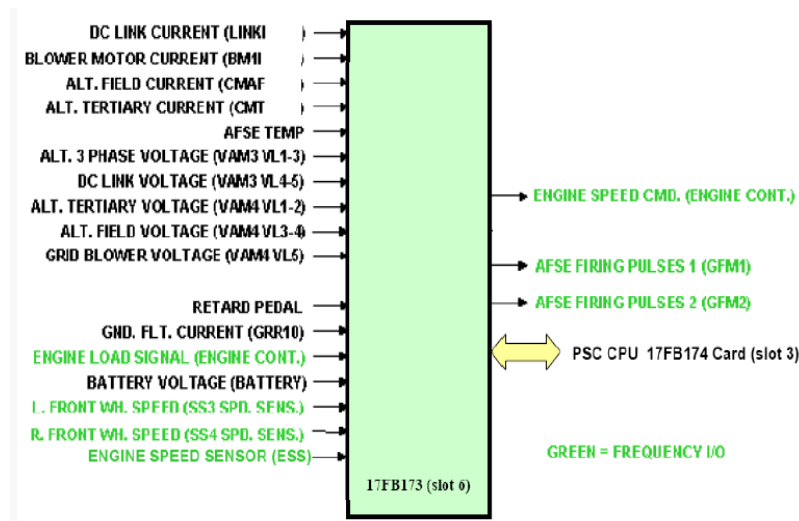 DC LINK CURRENT (LINKI )
BLOWER MOTOR CURRENT (BM1I )
ALT. FIELD CURRENT (CMAF )
ALT. TERTIARY CURRENT (CMT )
AFSE TEMP
ALT. 3 PHASE VOLTAGE (VAM3 VL1-3)
DC LINK VOLTAGE (VAM3 VL4-5)
ALT. TERTIARY VOLTAGE (VAM4 VL1-2)
ALT. FIELD VOLTAGE (VAM4 VL3-4)
GRID BLOWER VOLTAGE (VAM4 VL5)
RETARD PEDAL
GND. FLT. CURRENT (GRR10)
ENGINE LOAD SIGNAL (ENGINE CONT.)
BATTERY VOLTAGE (BATTERY)
L. FRONT WH. SPEED (SS3 SPD. SENS.)
R. FRONT WH. SPEED (SS4 SPD. SENS.)
ENGINE SPEED SENSOR (ESS)
17FB173 (slot 6)
ENGINE SPEED CMD. (ENGINE CONT.)
AFSE FIRING PULSES 1 (GFM1)
AFSE FIRING PULSES 2 (GFM2)
PSC CPU 17FB174 Card (slot 3)
GREEN = FREQUENCY I/O